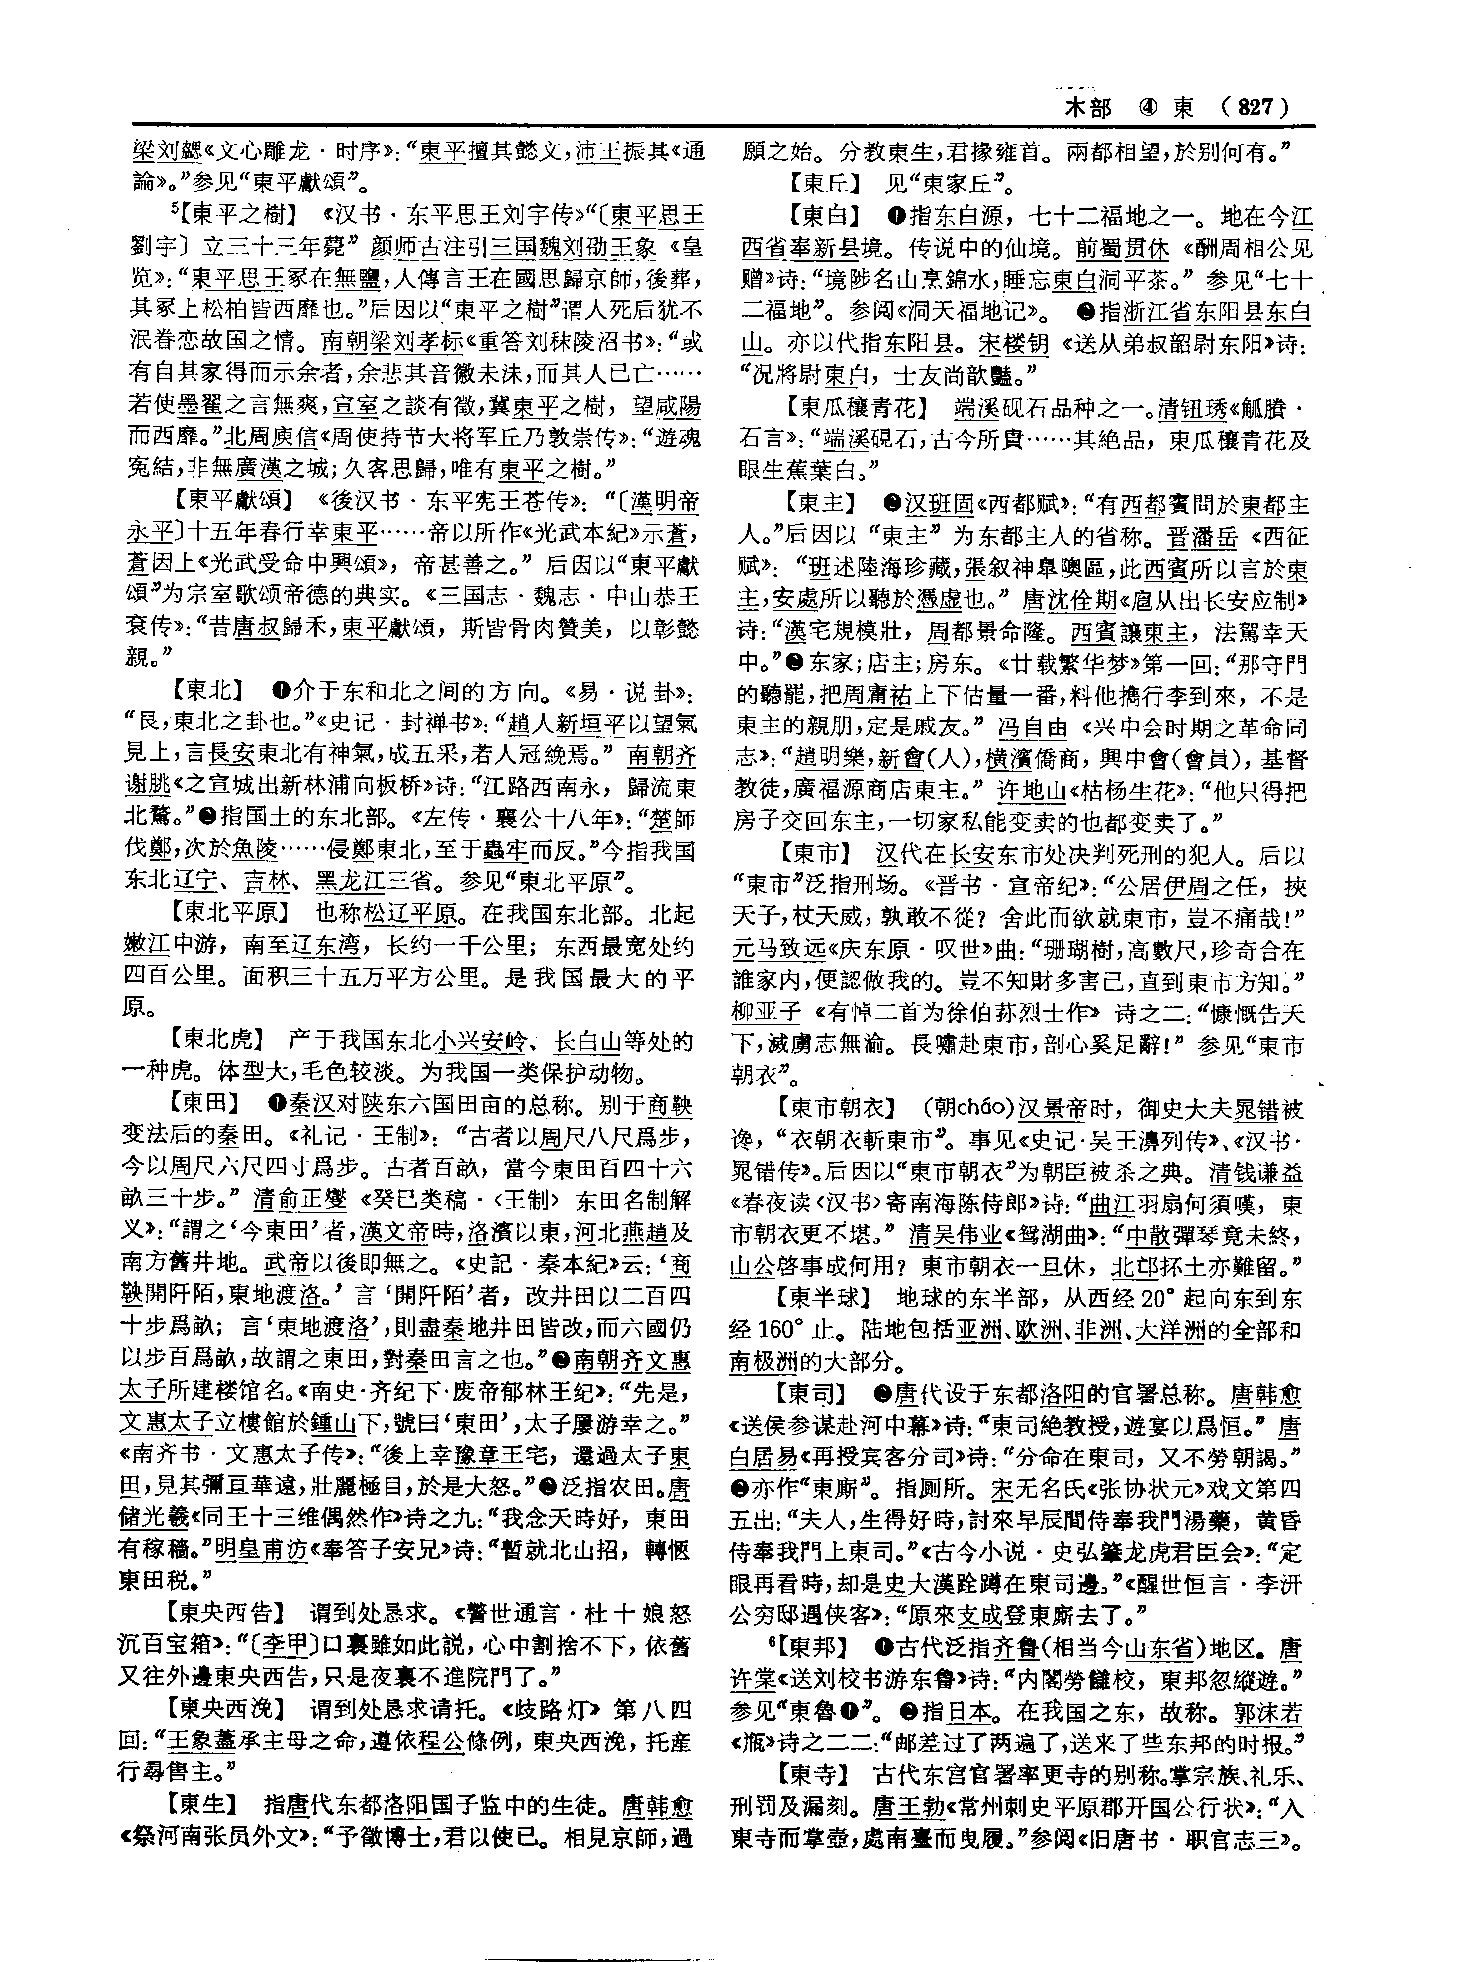 木部 ④ 東 （827）
梁刘勰《文心雕龙·时序》：“東平擅其懿文，沛王振其《通
論》。”参见“東平獻頌”。
5【東平之樹】 《汉书·东平思王刘宇传》“〔東平思王
劉宇〕立三十三年薨” 颜师古注引三国魏刘劭王象《皇
览》：“東平思王冢在無鹽，人傳言王在國思歸京師，後葬，
其冢上松柏皆西靡也。”后因以“東平之樹”谓人死后犹不
泯眷恋故国之情。南朝梁刘孝标《重答刘秣陵沼书》：“或
有自其家得而示余者，余悲其音徽未沬，而其人已亡……
若使墨翟之言無爽，宣室之談有徵，冀東平之樹，望咸陽
而西靡。”北周庾信《周使持节大将军丘乃敦崇传》：“遊魂
寃結，非無廣漢之城；久客思歸，唯有東平之樹。”
【東平獻頌】 《後汉书·东平宪王苍传》：“〔漢明帝
永平〕十五年春行幸東平……帝以所作《光武本紀》示蒼，
蒼因上《光武受命中興頌》，帝甚善之。”后因以“東平獻
頌”为宗室歌颂帝德的典实。《三国志·魏志·中山恭王
衮传》：“昔唐叔歸禾，東平獻頌，斯皆骨肉贊美，以彰懿
親。”
【東北】 ❶介于东和北之间的方向。《易·说卦》：
“艮，東北之卦也。”《史记·封禅书》：“趙人新垣平以望氣
見上，言長安東北有神氣，成五采，若人冠絻焉。”南朝齐
谢朓《之宣城出新林浦向板桥》诗：“江路西南永，歸流東
北騖。”❷指国土的东北部。《左传·襄公十八年》：“楚師
伐鄭，次於魚陵……侵鄭東北，至于蟲牢而反。”今指我国
东北辽宁、吉林、黑龙江三省。参见“東北平原”。
【東北平原】 也称松辽平原。在我国东北部。北起
嫩江中游，南至辽东湾，长约一千公里；东西最宽处约
四百公里。面积三十五万平方公里。是我国最大的平
原。
【東北虎】 产于我国东北小兴安岭、长白山等处的
一种虎。体型大，毛色较淡。为我国一类保护动物。
【東田】 ❶秦汉对陕东六国田亩的总称。别于商鞅
变法后的秦田。《礼记·王制》：“古者以周尺八尺爲步，
今以周尺六尺四寸爲步。古者百畝，當今東田百四十六
畝三十步。”清俞正燮《癸巳类稿·〈王制〉东田名制解
义》：“謂之‘今東田’者，漢文帝時，洛濱以東，河北燕趙及
南方舊井地。武帝以後即無之。《史記·秦本紀》云：‘商
鞅開阡陌，東地渡洛。’言‘開阡陌’者，改井田以二百四
十步爲畝；言‘東地渡洛’，則盡秦地井田皆改，而六國仍
以步百爲畝，故謂之東田，對秦田言之也。”❷南朝齐文惠
太子所建楼馆名。《南史·齐纪下·废帝郁林王纪》：“先是，
文惠太子立樓館於鍾山下，號曰‘東田’，太子屢游幸之。”
《南齐书·文惠太子传》：“後上幸豫章王宅，還過太子東
田，見其彌亘華遠，壯麗極目，於是大怒。”❸泛指农田。唐
储光羲《同王十三维偶然作》诗之九：“我念天時好，東田
有稼穡。”明皇甫汸《奉答子安兄》诗：“暫就北山招，轉愜
東田税。”
【東央西告】 谓到处恳求。《警世通言·杜十娘怒
沉百宝箱》：“〔李甲〕口裏雖如此説，心中割捨不下，依舊
又往外邊東央西告，只是夜裏不進院門了。”
【東央西浼】 谓到处恳求请托。《歧路灯》第八四
回：“王象蓋承主母之命，遵依程公條例，東央西浼，托産
行尋售主。”
【東生】 指唐代东都洛阳国子监中的生徒。唐韩愈
《祭河南张员外文》：“予徵博士，君以使已。相見京師，過
願之始。分教東生，君掾雍首。兩都相望，於别何有。”
【東丘】 见“東家丘”。
【東白】 ❶指东白源，七十二福地之一。地在今江
西省奉新县境。传说中的仙境。前蜀贯休《酬周相公见
赠》诗：“境陟名山烹錦水，睡忘東白洞平茶。”参见“七十
二福地”。参阅《洞天福地记》。 ❷指浙江省东阳县东白
山。亦以代指东阳县。宋楼钥《送从弟叔韶尉东阳》诗：
“况將尉東白，士友尚歆豔。”
【東瓜穰青花】 端溪砚石品种之一。清钮琇《觚賸·
石言》：“端溪硯石，古今所貴……其絶品，東瓜穰青花及
眼生蕉葉白。”
【東主】 ❶汉班固《西都赋》：“有西都賓問於東都主
人。”后因以“東主”为东都主人的省称。晋潘岳《西征
赋》：“班述陸海珍藏，張叙神皋隩區，此西賓所以言於東
主，安處所以聽於憑虚也。”唐沈佺期《扈从出长安应制》
诗：“漢宅規模壯，周都景命隆。西賓讓東主，法駕幸天
中。”❷东家；店主；房东。《廿载繁华梦》第一回：“那守門
的聽罷，把周庸祐上下估量一番，料他擕行李到來，不是
東主的親朋，定是戚友。”冯自由《兴中会时期之革命同
志》：“趙明樂，新會（人），横濱僑商，興中會（會員），基督
教徒，廣福源商店東主。”许地山《枯杨生花》：“他只得把
房子交回东主，一切家私能变卖的也都变卖了。”
【東市】 汉代在长安东市处决判死刑的犯人。后以
“東市”泛指刑场。《晋书·宣帝纪》：“公居伊周之任，挾
天子，杖天威，孰敢不從？舍此而欲就東市，豈不痛哉！”
元马致远《庆东原·叹世》曲：“珊瑚樹，高數尺，珍奇合在
誰家内，便認做我的。豈不知財多害己，直到東市方知。”
柳亚子《有悼二首为徐伯荪烈士作》诗之二：“慷慨告天
下，滅虜志無渝。長嘯赴東市，剖心奚足辭！”参见“東市
朝衣”。
【東市朝衣】 （朝cháo）汉景帝时，御史大夫晁错被
谗，“衣朝衣斬東市”。事见《史记·吴王濞列传》、《汉书·
晁错传》。后因以“東市朝衣”为朝臣被杀之典。清钱谦益
《春夜读〈汉书〉寄南海陈侍郎》诗：“曲江羽扇何須嘆，東
市朝衣更不堪。”清吴伟业《鸳湖曲》：“中散彈琴竟未終，
山公啓事成何用？東市朝衣一旦休，北邙抔土亦難留。”
【東半球】 地球的东半部，从西经20°起向东到东
经160°止。陆地包括亚洲、欧洲、非洲、大洋洲的全部和
南极洲的大部分。
【東司】 ❶唐代设于东都洛阳的官署总称。唐韩愈
《送侯参谋赴河中幕》诗：“東司絶教授，遊宴以爲恒。”唐
白居易《再授宾客分司》诗：“分命在東司，又不勞朝謁。”
❷亦作“東廝”。指厕所。宋无名氏《张协状元》戏文第四
五出：“夫人，生得好時，討來早辰間侍奉我門湯藥，黄昏
侍奉我門上東司。”《古今小说·史弘肇龙虎君臣会》：“定
眼再看時，却是史大漢跧蹲在東司邊。”《醒世恒言·李汧
公穷邸遇侠客》：“原來支成登東廝去了。”
6【東邦】 ❶古代泛指齐鲁（相当今山东省）地区。唐
许棠《送刘校书游东鲁》诗：“内閣勞讎校，東邦忽縱遊。”
参见“東魯❶”。 ❷指日本。在我国之东，故称。郭沫若
《瓶》诗之二二：“邮差过了两遍了，送来了些东邦的时报。”
【東寺】 古代东宫官署率更寺的别称。掌宗族、礼乐、
刑罚及漏刻。唐王勃《常州刺史平原郡开国公行状》：“入
東寺而掌壺，處南臺而曳履。”参阅《旧唐书·职官志三》。